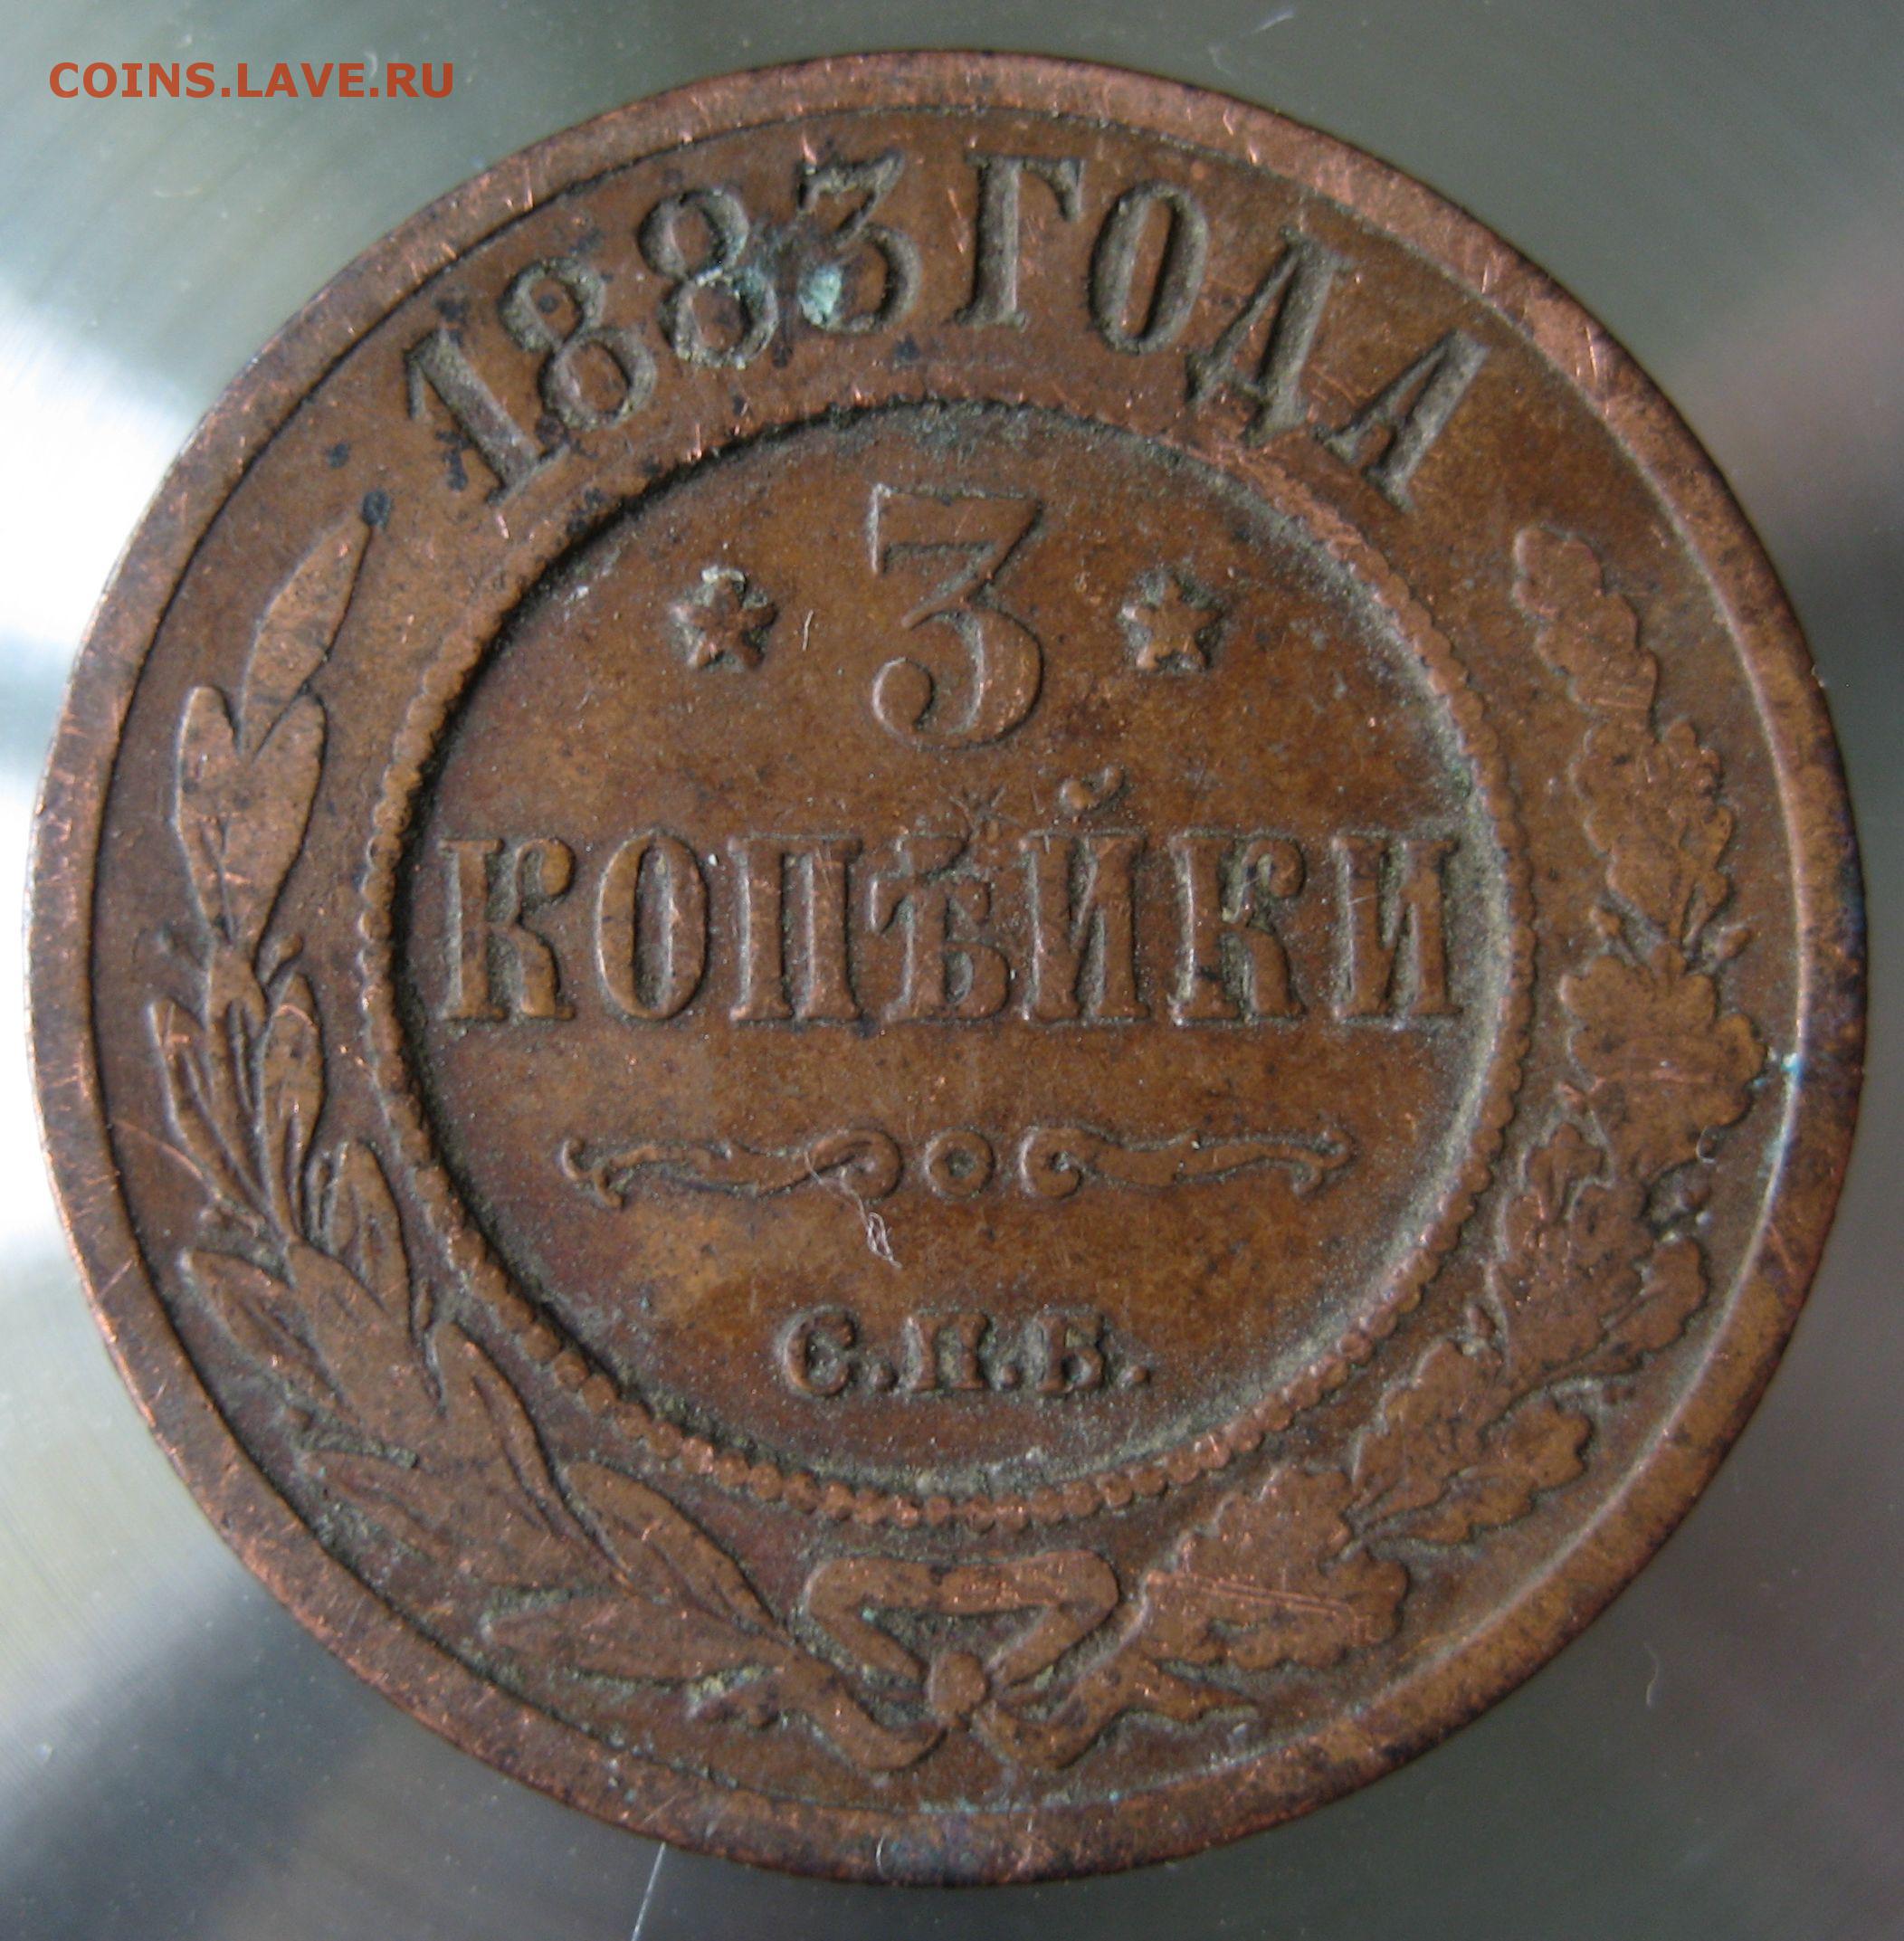 COINS.LAVE.RU
1883 ГОДА
3
КОПѢЙКИ
С.П.Б.